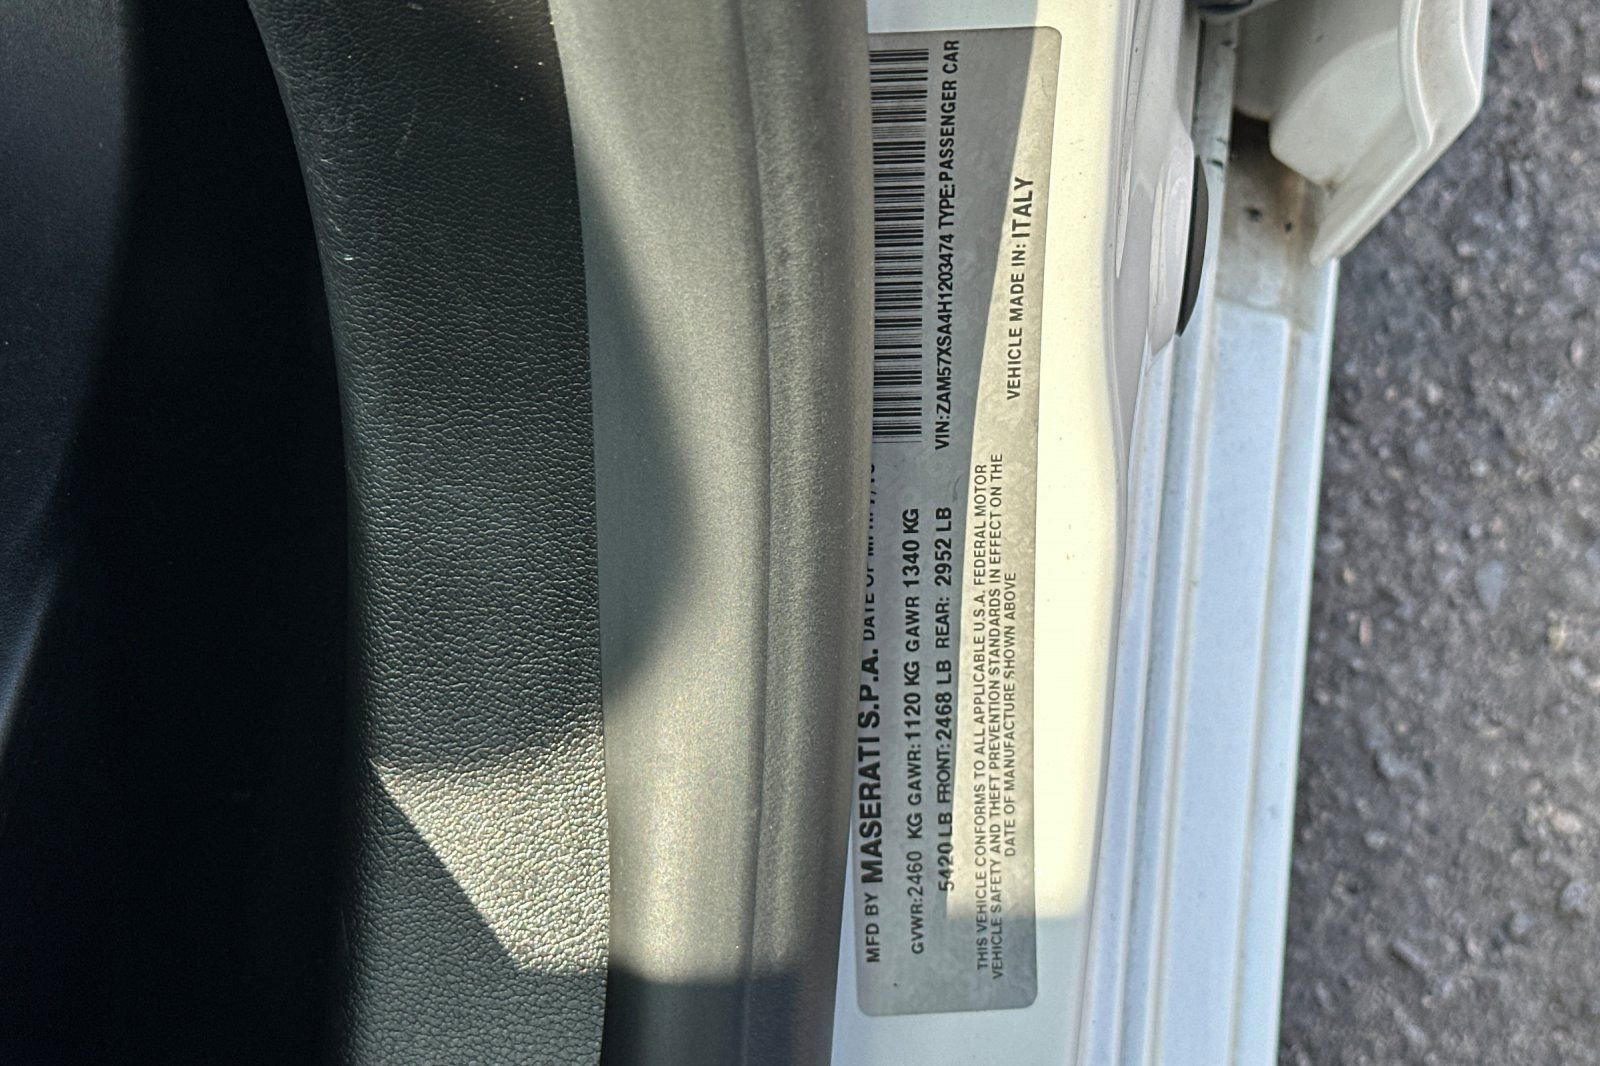 MFD BY MASERATI S.P.A. DATE OF
GVWR:2460 KG GAWR:1120 KG GAWR 1340 KG
5420 LB FRONT:2468 LB REAR: 2952 LB
VIN:ZAM57XSA4H1203474 TYPE:PASSENGER CAR
THIS VEHICLE CONFORMS TO ALL APPLICABLE U.S.A. FEDERAL MOTOR
VEHICLE SAFETY AND THEFT PREVENTION STANDARDS IN EFFECT ON THE
DATE OF MANUFACTURE SHOWN ABOVE
VEHICLE MADE IN: ITALY